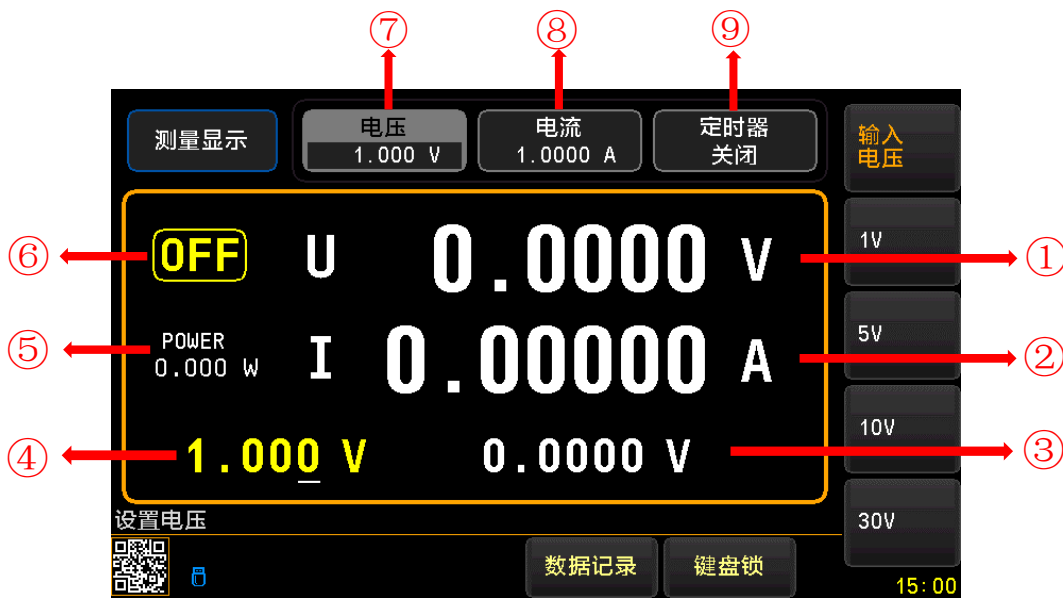 ⑦ ⑧ ⑨
测量显示
电压
1.000 V
电流
1.0000 A
定时器
关闭
输入
电压
⑥ OFF U 0.0000 V ①
1V
⑤ POWER
0.000 W
I 0.00000 A ②
5V
④ 1.000 V 0.0000 V ③
10V
设置电压
30V
数据记录 键盘锁
15:00